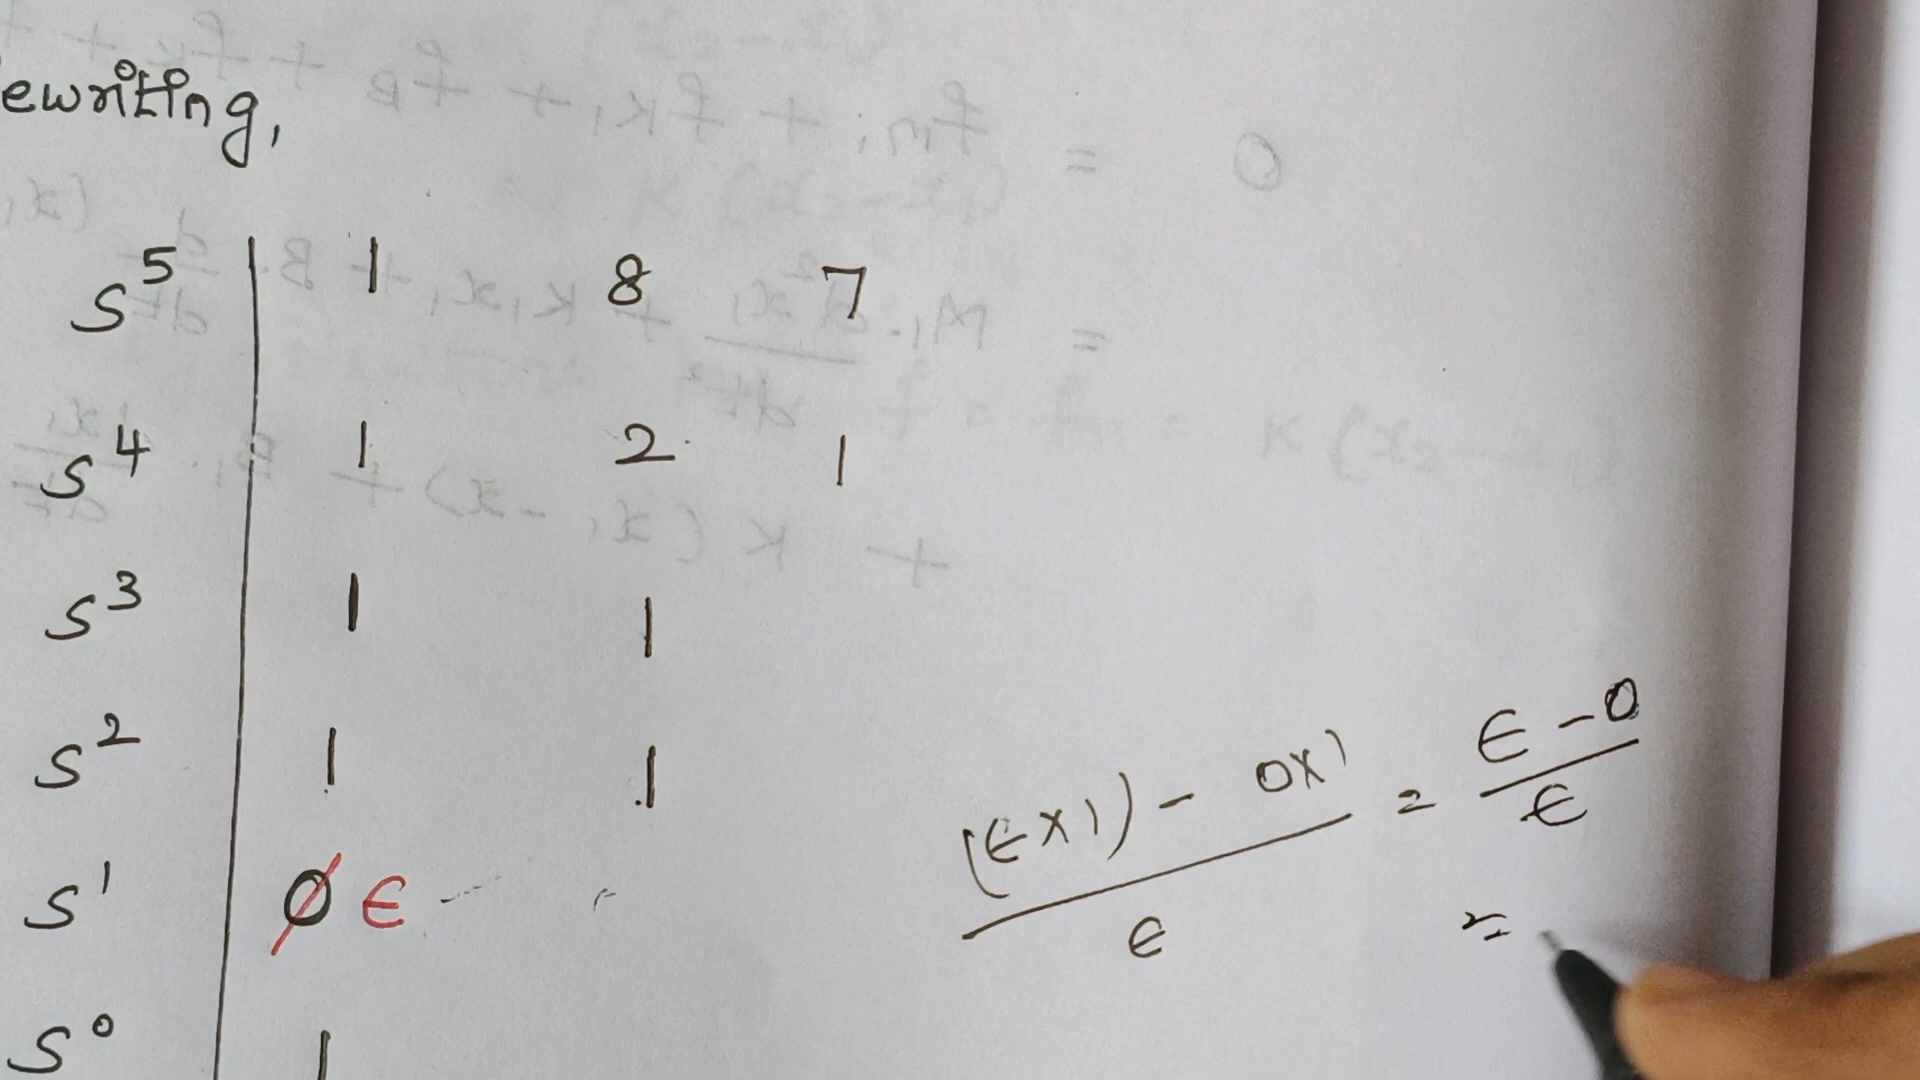 ewriting,
s⁵ | 1 8 7
s⁴ | 1 2 1
s³ | 1 1
s² | 1 1
s¹ | 0 ϵ
s⁰ | 1
(ϵ×1) - 0×1 / ϵ = ϵ - 0 / ϵ
=